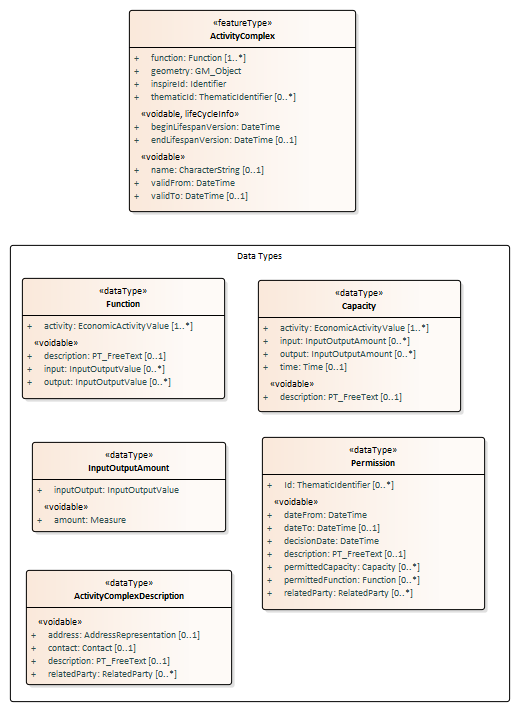 «featureType»
ActivityComplex
+ function: Function [1..*]
+ geometry: GM_Object
+ inspireId: Identifier
+ thematicId: ThematicIdentifier [0..*]
«voidable, lifeCycleInfo»
+ beginLifespanVersion: DateTime
+ endLifespanVersion: DateTime [0..1]
«voidable»
+ name: CharacterString [0..1]
+ validFrom: DateTime
+ validTo: DateTime [0..1]
Data Types
«dataType»
Function
+ activity: EconomicActivityValue [1..*]
«voidable»
+ description: PT_FreeText [0..1]
+ input: InputOutputValue [0..*]
+ output: InputOutputValue [0..*]
«dataType»
Capacity
+ activity: EconomicActivityValue [1..*]
+ input: InputOutputAmount [0..*]
+ output: InputOutputAmount [0..*]
+ time: Time [0..1]
«voidable»
+ description: PT_FreeText [0..1]
«dataType»
InputOutputAmount
+ inputOutput: InputOutputValue
«voidable»
+ amount: Measure
«dataType»
Permission
+ Id: ThematicIdentifier [0..*]
«voidable»
+ dateFrom: DateTime
+ dateTo: DateTime [0..1]
+ decisionDate: DateTime
+ description: PT_FreeText [0..1]
+ permittedCapacity: Capacity [0..*]
+ permittedFunction: Function [0..*]
+ relatedParty: RelatedParty [0..*]
«dataType»
ActivityComplexDescription
«voidable»
+ address: AddressRepresentation [0..1]
+ contact: Contact [0..1]
+ description: PT_FreeText [0..1]
+ relatedParty: RelatedParty [0..*]